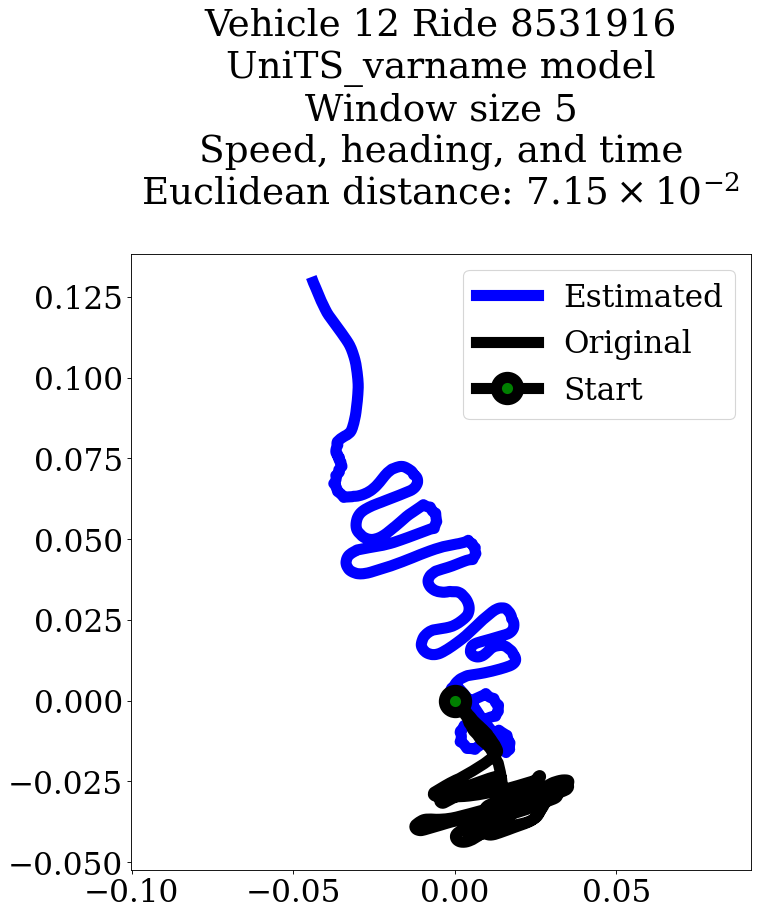 Vehicle 12 Ride 8531916
UniTS_varname model
Window size 5
Speed, heading, and time
Euclidean distance: 7.15 × 10⁻²
Estimated
Original
Start
0.125
0.100
0.075
0.050
0.025
0.000
−0.025
−0.050
−0.10 −0.05 0.00 0.05